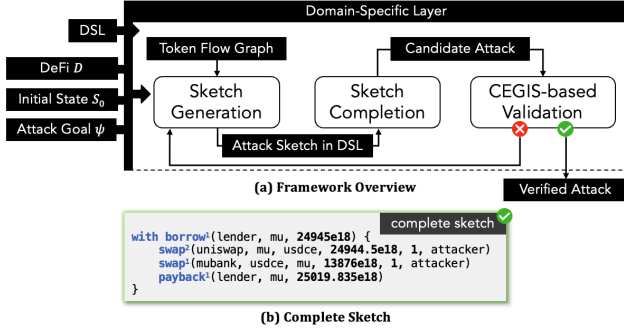 Domain-Specific Layer
DSL
DeFi D
Initial State S₀
Attack Goal ψ
Token Flow Graph
Candidate Attack
Sketch
Generation
Sketch
Completion
CEGIS-based
Validation
Attack Sketch in DSL
(a) Framework Overview
Verified Attack
complete sketch
with borrow¹(lender, mu, 24945e18) {
    swap²(uniswap, mu, usdce, 24944.5e18, 1, attacker)
    swap¹(mubank, usdce, mu, 13876e18, 1, attacker)
    payback¹(lender, mu, 25019.835e18)
}
(b) Complete Sketch